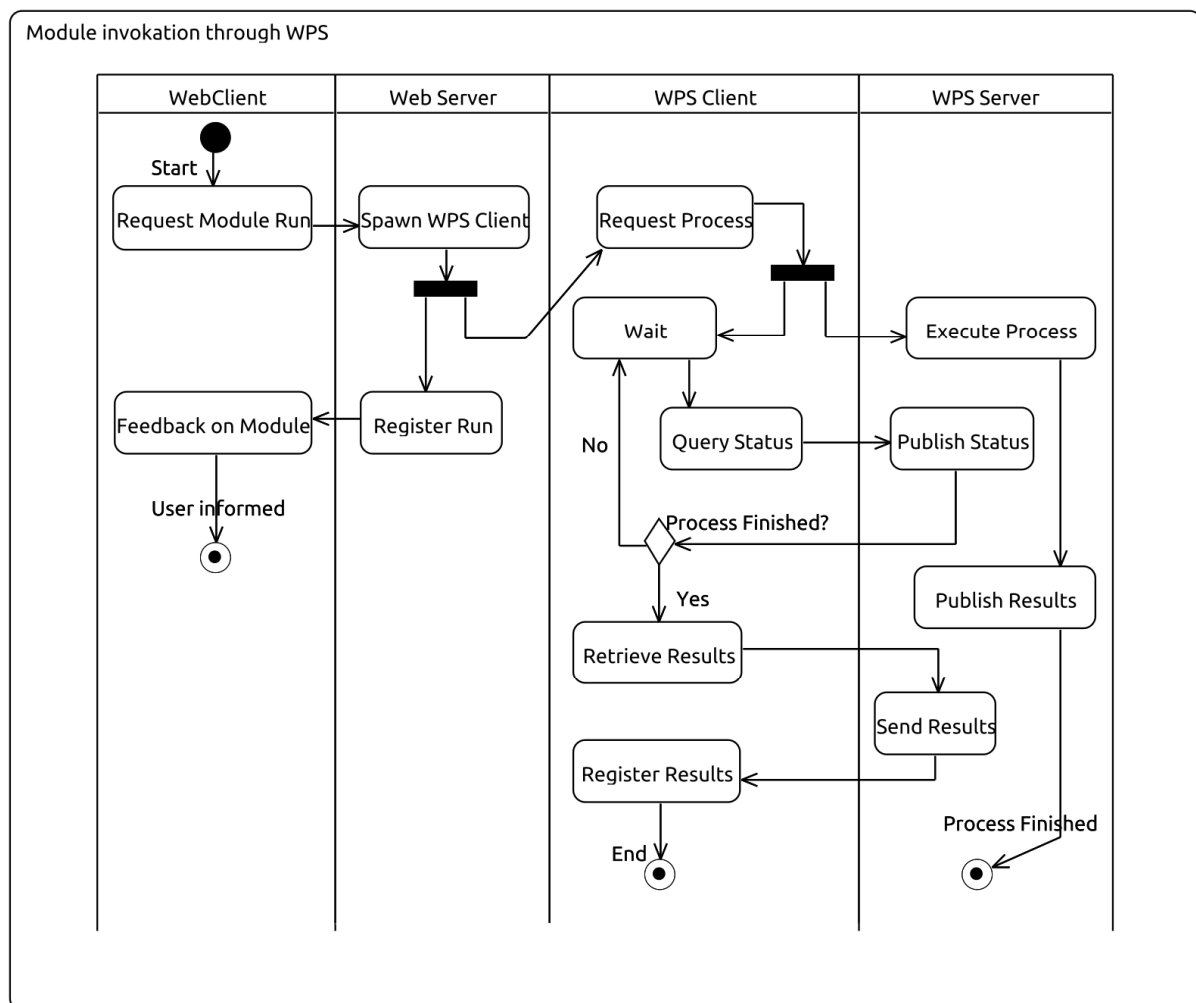 Module invokation through WPS
WebClient
Web Server
WPS Client
WPS Server
Start
Request Module Run
Spawn WPS Client
Request Process
Wait
Execute Process
Feedback on Module
Register Run
No
Query Status
Publish Status
User informed
Process Finished?
Yes
Publish Results
Retrieve Results
Send Results
Register Results
Process Finished
End